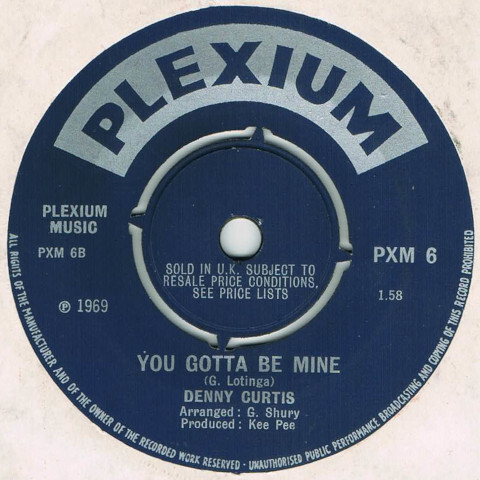 PLEXIUM
PLEXIUM
MUSIC
PXM 6B
℗ 1969
SOLD IN U.K. SUBJECT TO
RESALE PRICE CONDITIONS,
SEE PRICE LISTS
PXM 6
1.58
YOU GOTTA BE MINE
(G. Lotinga)
DENNY CURTIS
Arranged: G. Shury
Produced: Kee Pee
ALL RIGHTS OF THE MANUFACTURER AND OF THE OWNER OF THE RECORDED WORK RESERVED - UNAUTHORISED PUBLIC PERFORMANCE BROADCASTING AND COPYING OF THIS RECORD PROHIBITED